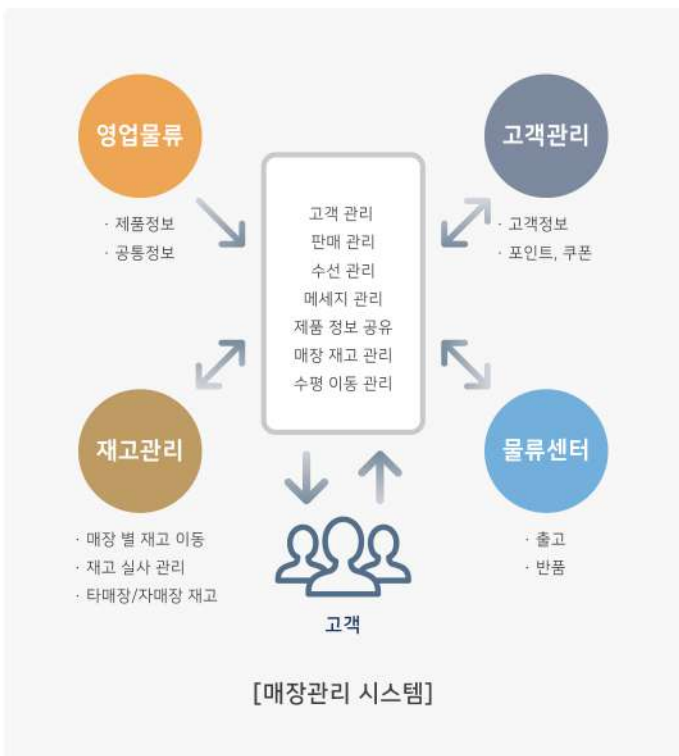 영업물류
· 제품정보
· 공통정보
고객관리
· 고객정보
· 포인트, 쿠폰
고객 관리
판매 관리
수선 관리
메세지 관리
제품 정보 공유
매장 재고 관리
수평 이동 관리
재고관리
· 매장 별 재고 이동
· 재고 실사 관리
· 타매장/자매장 재고
물류센터
· 출고
· 반품
고객
[매장관리 시스템]